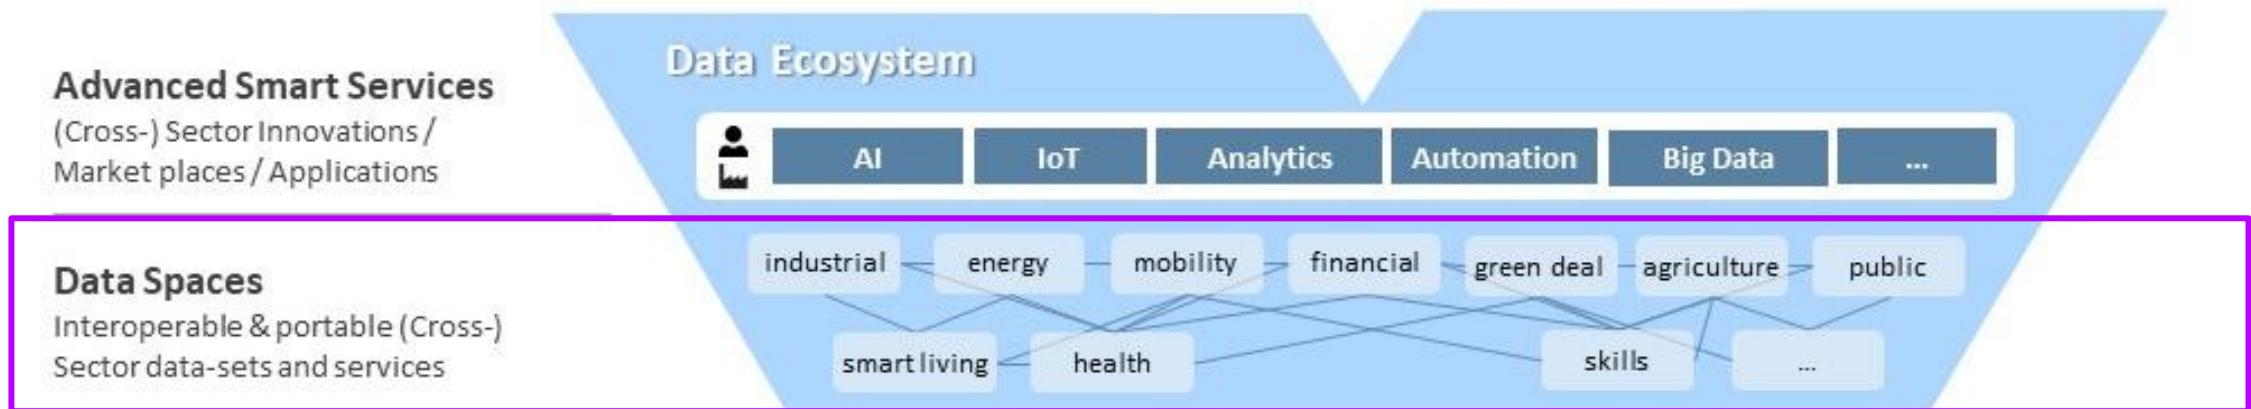 Data Ecosystem
Advanced Smart Services
(Cross-) Sector Innovations /
Market places / Applications
AI IoT Analytics Automation Big Data ...
Data Spaces
Interoperable & portable (Cross-)
Sector data-sets and services
industrial energy mobility financial green deal agriculture public
smart living health skills ...